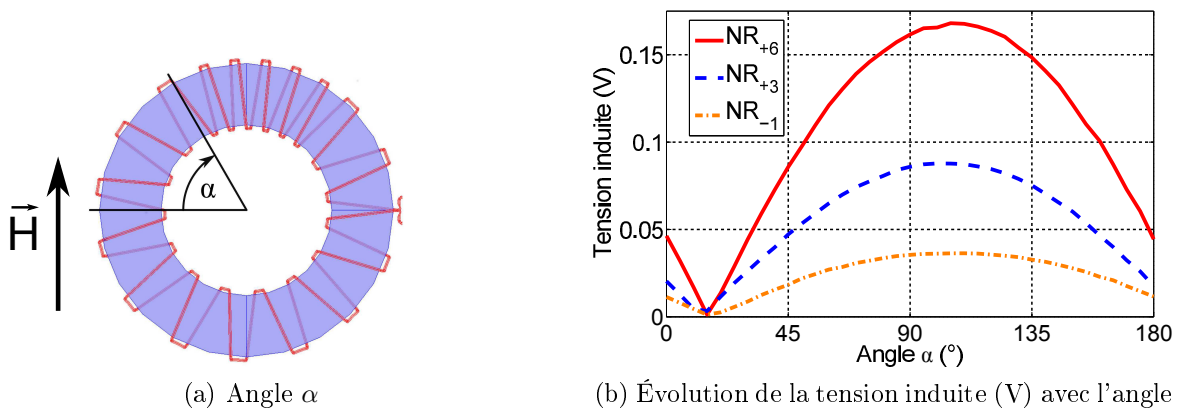 H
α
(a) Angle α
Tension induite (V)
0.15
0.1
0.05
0
NR+6
NR+3
NR−1
0 45 90 135 180
Angle α (°)
(b) Évolution de la tension induite (V) avec l'angle